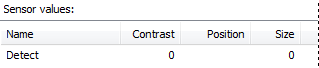 Sensor values:
Name Contrast Position Size
Detect 0 0